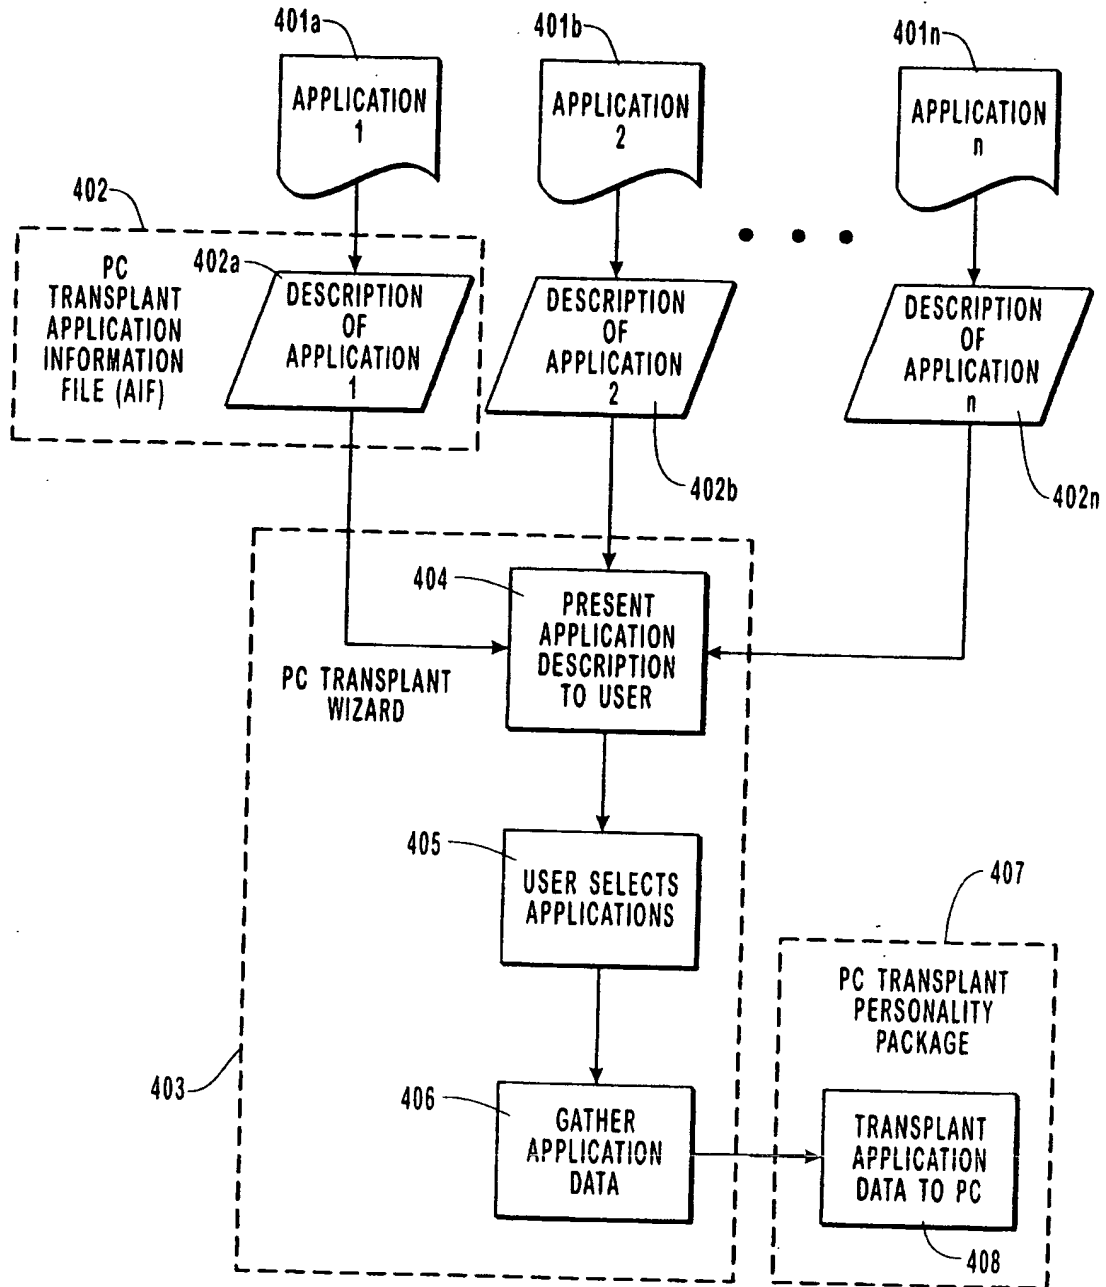 401a
401b
401n
APPLICATION
1
APPLICATION
2
APPLICATION
n
402
PC
TRANSPLANT
APPLICATION
INFORMATION
FILE (AIF)
402a
DESCRIPTION
OF
APPLICATION
1
DESCRIPTION
OF
APPLICATION
2
402b
DESCRIPTION
OF
APPLICATION
n
402n
404
PRESENT
APPLICATION
DESCRIPTION
TO USER
PC TRANSPLANT
WIZARD
405
USER SELECTS
APPLICATIONS
403
406
GATHER
APPLICATION
DATA
407
PC TRANSPLANT
PERSONALITY
PACKAGE
TRANSPLANT
APPLICATION
DATA TO PC
408